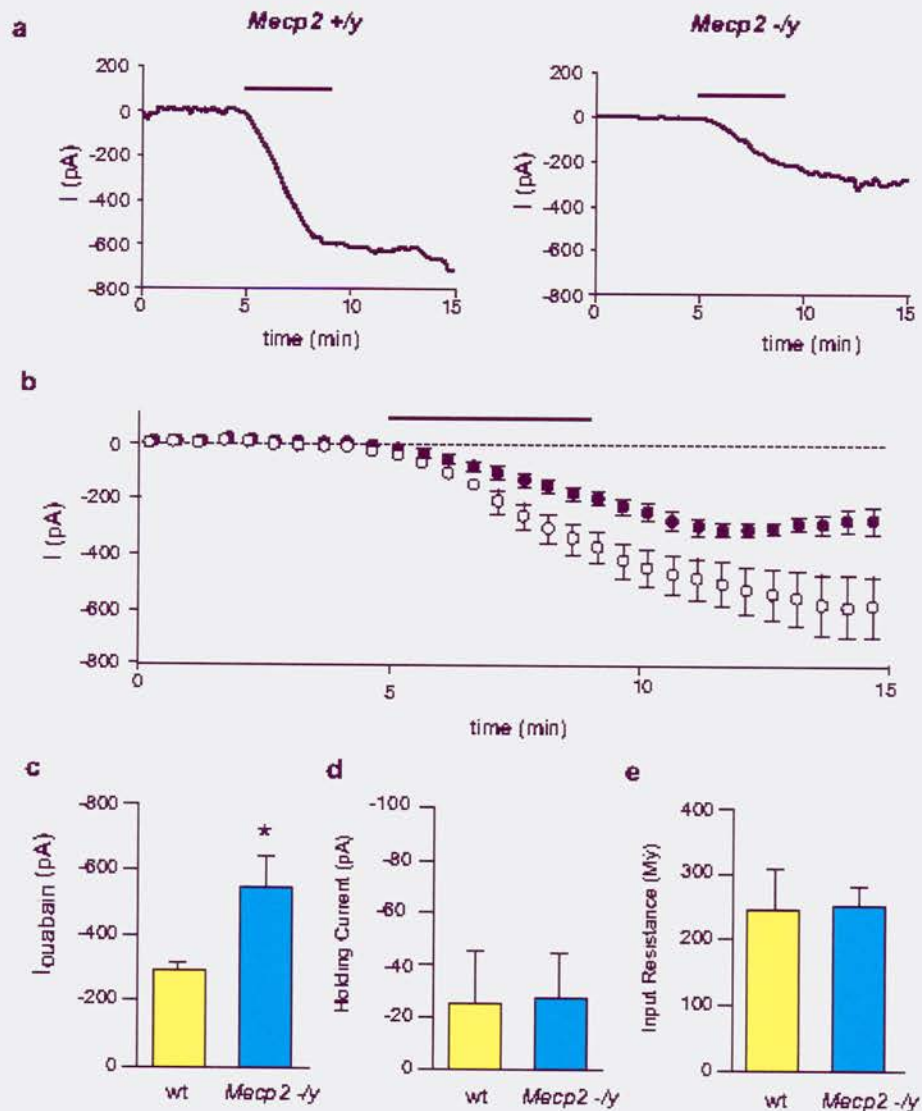 a
Mecp2 +/y
Mecp2 -/y
200
0
-200
-400
-600
-800
I (pA)
0 5 10 15
time (min)
200
0
-200
-400
-600
-800
I (pA)
0 5 10 15
time (min)
b
0
-200
-400
-600
-800
I (pA)
0 5 10 15
time (min)
c
-800
-600
-400
-200
0
Iouabain (pA)
*
wt Mecp2 -/y
d
-100
-80
-60
-40
-20
0
Holding Current (pA)
wt Mecp2 -/y
e
400
300
200
100
0
Input Resistance (Mÿ)
wt Mecp2 -/y